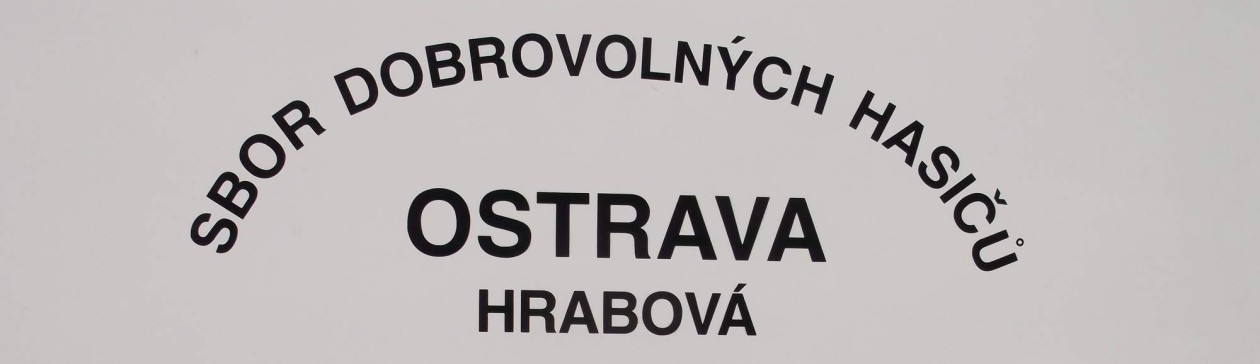 SBOR DOBROVOLNÝCH HASIČŮ
OSTRAVA
HRABOVÁ